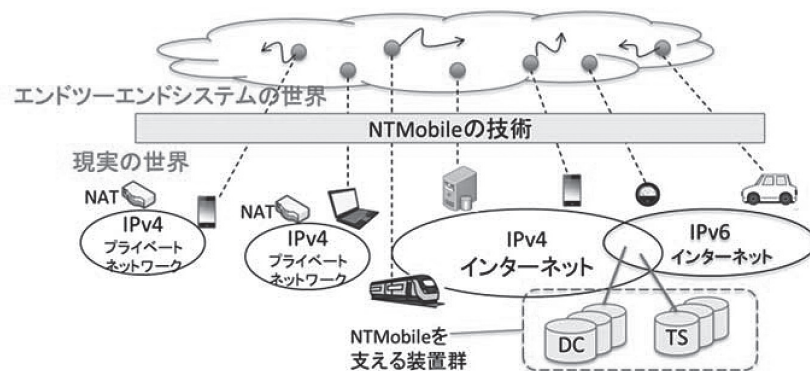 エンドツーエンドシステムの世界
NTMobileの技術
現実の世界
NAT
IPv4
プライベート
ネットワーク
NAT
IPv4
プライベート
ネットワーク
IPv4
インターネット
IPv6
インターネット
NTMobileを
支える装置群
DC
TS